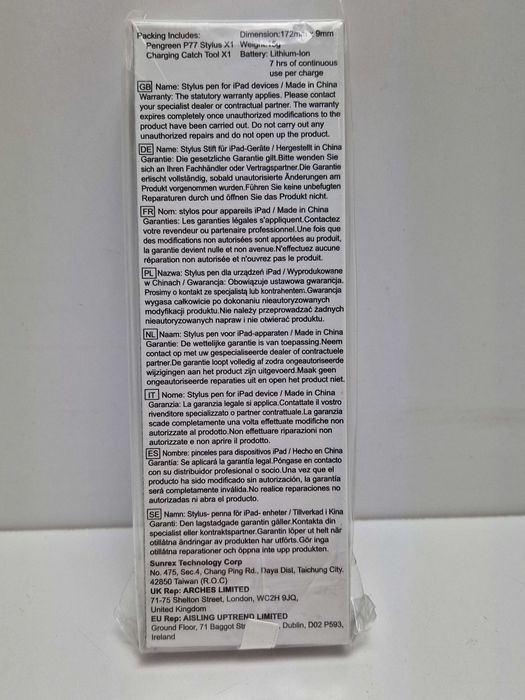 Packing Includes:
Pengreen P77 Stylus X1
Charging Catch Tool X1
Dimension:172m 9mm
Weight:
Battery: Lithium-Ion
7 hrs of continuous
use per charge
GB Name: Stylus pen for iPad devices / Made in China
Warranty: The statutory warranty applies. Please contact
your specialist dealer or contractual partner. The warranty
expires completely once unauthorized modifications to the
product have been carried out. Do not carry out any
unauthorized repairs and do not open up the product.
DE Name: Stylus Stift für iPad-Geräte / Hergestellt in China
Garantie: Die gesetzliche Garantie gilt.Bitte wenden Sie
sich an Ihren Fachhändler oder Vertragspartner.Die Garantie
erlischt vollständig, sobald unautorisierte Änderungen am
Produkt vorgenommen wurden.Führen Sie keine unbefugten
Reparaturen durch und öffnen Sie das Produkt nicht.
FR Nom: stylos pour appareils iPad / Made in China
Garanties: Les garanties légales s'appliquent.Contactez
votre revendeur ou partenaire professionnel.Une fois que
des modifications non autorisées sont apportées au produit,
la garantie devient nulle et non avenue.N'effectuez aucune
réparation non autorisée et n'ouvrez pas le produit.
PL Nazwa: Stylus pen dla urządzeń iPad / Wyprodukowane
w Chinach / Gwarancja: Obowiązuje ustawowa gwarancja.
Prosimy o kontakt ze specjalistą lub kontrahentem.Gwarancja
wygasa całkowicie po dokonaniu nieautoryzowanych
modyfikacji produktu.Nie należy przeprowadzać żadnych
nieautoryzowanych napraw i nie otwierać produktu.
NL Naam: Stylus pen voor iPad-apparaten / Made in China
Garantie: De wettelijke garantie is van toepassing.Neem
contact op met uw gespecialiseerde dealer of contractuele
partner.De garantie loopt volledig af zodra ongeautoriseerde
wijzigingen aan het product zijn uitgevoerd.Maak geen
ongeautoriseerde reparaties uit en open het product niet.
IT Nome: Stylus pen for iPad device / Made in China
Garanzia: La garanzia legale si applica.Contattate il vostro
rivenditore specializzato o partner contrattuale.La garanzia
scade completamente una volta effettuate modifiche non
autorizzate al prodotto.Non effettuare riparazioni non
autorizzate e non aprire il prodotto.
ES Nombre: pinceles para dispositivos iPad / Hecho en China
Garantia: Se aplicará la garantía legal.Póngase en contacto
con su distribuidor profesional o socio.Una vez que el
producto ha sido modificado sin autorización, la garantía
será completamente inválida.No realice reparaciones no
autorizadas ni abra el producto.
SE Namn: Stylus- penna för iPad- enheter / Tillverkad i Kina
Garanti: Den lagstadgade garantin gäller.Kontakta din
specialist eller kontraktspartner.Garantin löper ut helt när
otillåtna ändringar av produkten har utförts.Gör inga
otillåtna reparationer och öppna inte upp produkten.
Sunrex Technology Corp
No. 475, Sec.4, Chang Ping Rd., Daya Dist, Taichung City.
42850 Taiwan (R.O.C)
UK Rep: ARCHES LIMITED
71-75 Shelton Street, London, WC2H 9JQ,
United Kingdom
EU Rep: AISLING UPTREND LIMITED
Ground Floor, 71 Baggot Str , Dublin, D02 P593,
Ireland